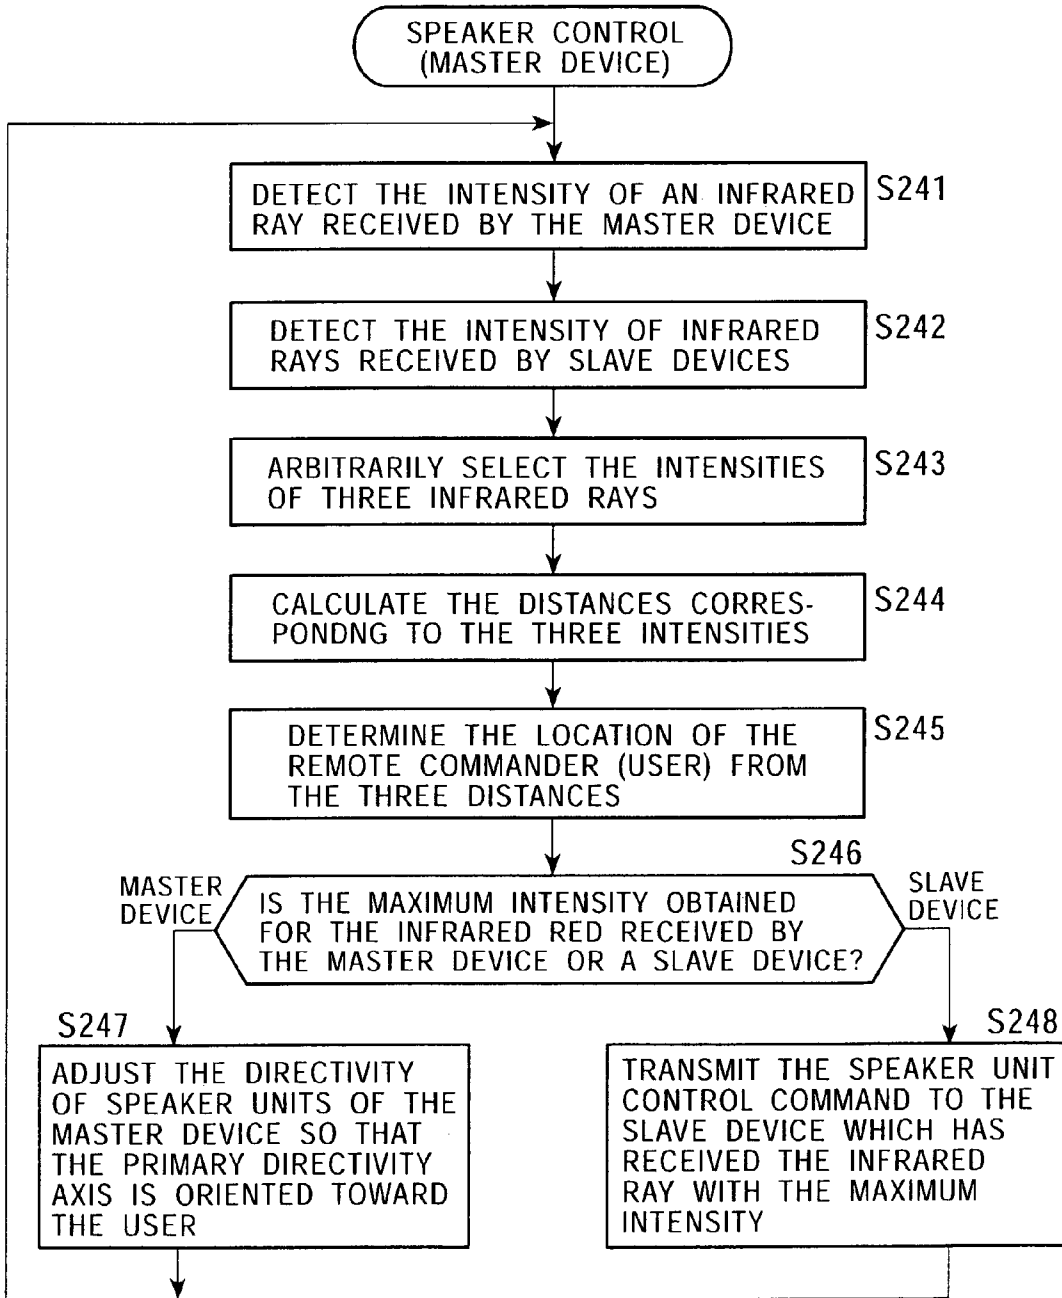 SPEAKER CONTROL
(MASTER DEVICE)
DETECT THE INTENSITY OF AN INFRARED
RAY RECEIVED BY THE MASTER DEVICE
S241
DETECT THE INTENSITY OF INFRARED
RAYS RECEIVED BY SLAVE DEVICES
S242
ARBITRARILY SELECT THE INTENSITIES
OF THREE INFRARED RAYS
S243
CALCULATE THE DISTANCES CORRES-
PONDNG TO THE THREE INTENSITIES
S244
DETERMINE THE LOCATION OF THE
REMOTE COMMANDER (USER) FROM
THE THREE DISTANCES
S245
S246
MASTER
DEVICE
IS THE MAXIMUM INTENSITY OBTAINED
FOR THE INFRARED RED RECEIVED BY
THE MASTER DEVICE OR A SLAVE DEVICE?
SLAVE
DEVICE
S247
ADJUST THE DIRECTIVITY
OF SPEAKER UNITS OF THE
MASTER DEVICE SO THAT
THE PRIMARY DIRECTIVITY
AXIS IS ORIENTED TOWARD
THE USER
S248
TRANSMIT THE SPEAKER UNIT
CONTROL COMMAND TO THE
SLAVE DEVICE WHICH HAS
RECEIVED THE INFRARED
RAY WITH THE MAXIMUM
INTENSITY